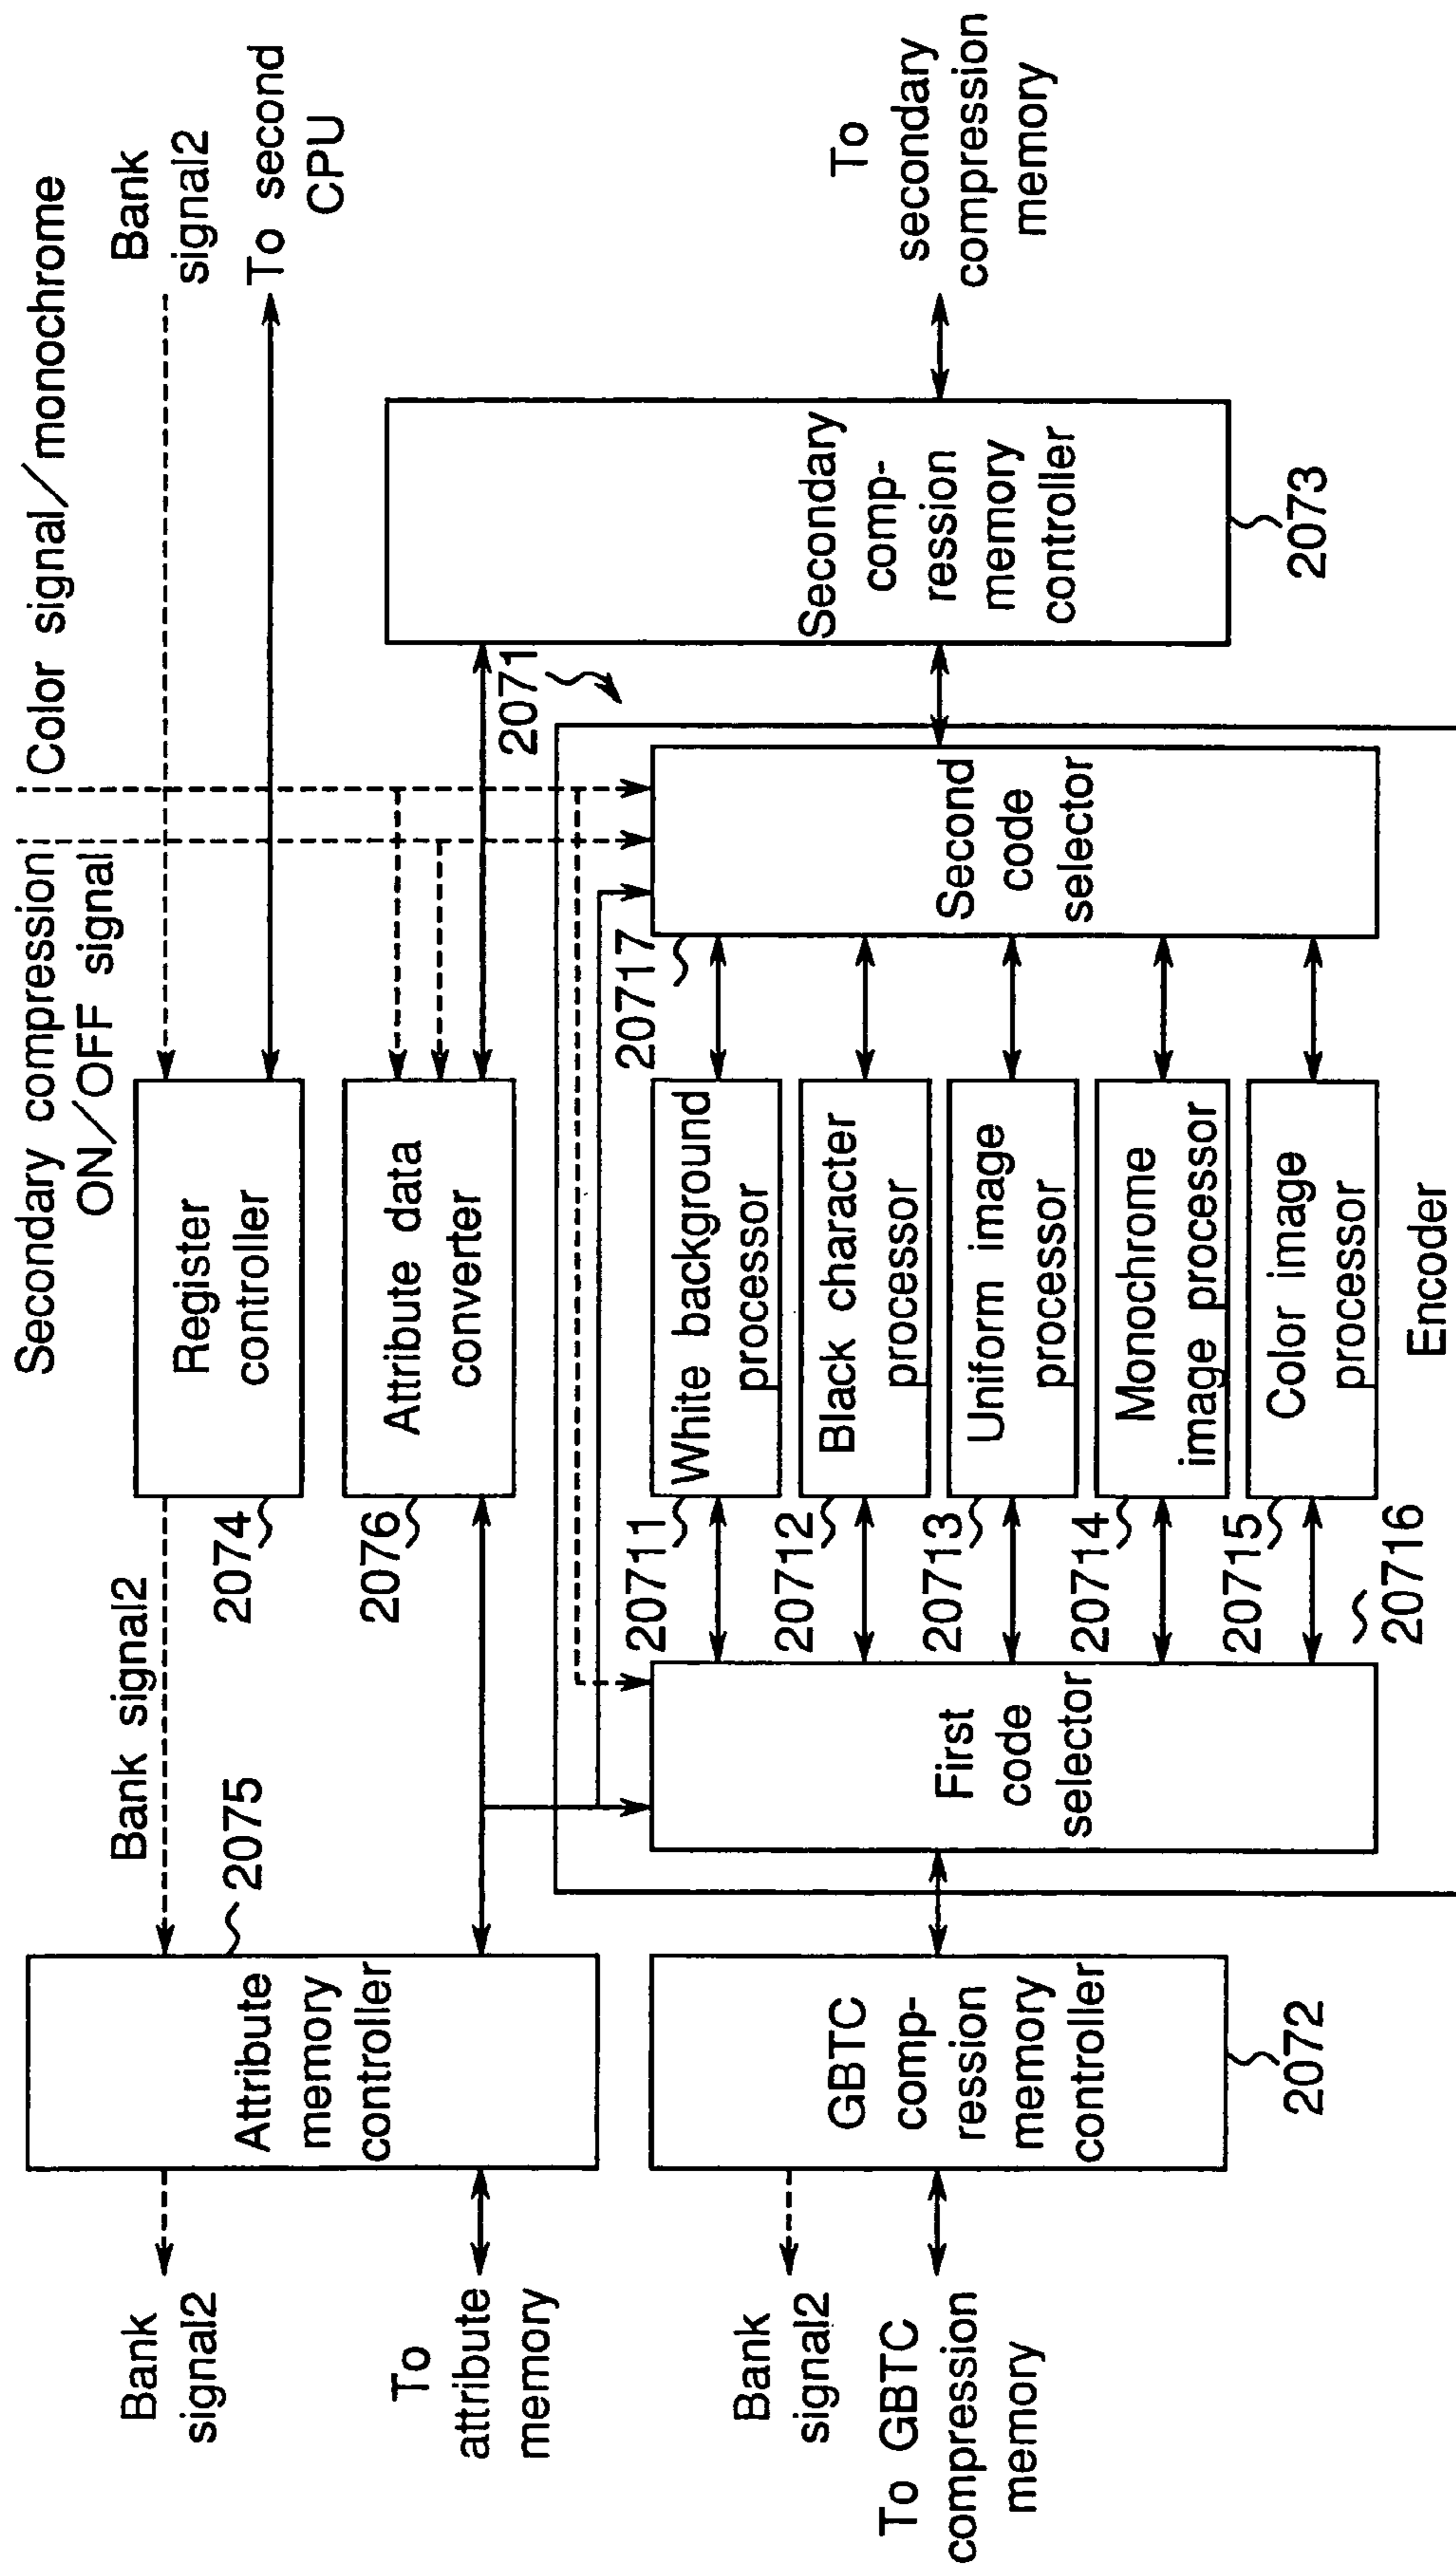 Secondary compression
ON/OFF signal
Color signal/monochrome
Bank
signal2
To second
CPU
Bank signal2
Bank
signal2
Attribute
memory
controller
2075
Register
controller
2074
Attribute data
converter
2076
To
attribute
memory
2071
Secondary
comp-
ression
memory
controller
2073
To
secondary
compression
memory
Bank
signal2
To GBTC
compression
memory
GBTC
comp-
ression
memory
controller
2072
First
code
selector
20716
20711
White background
processor
20712
Black character
processor
20713
Uniform image
processor
20714
Monochrome
image processor
20715
Color image
processor
20717
Second
code
selector
Encoder